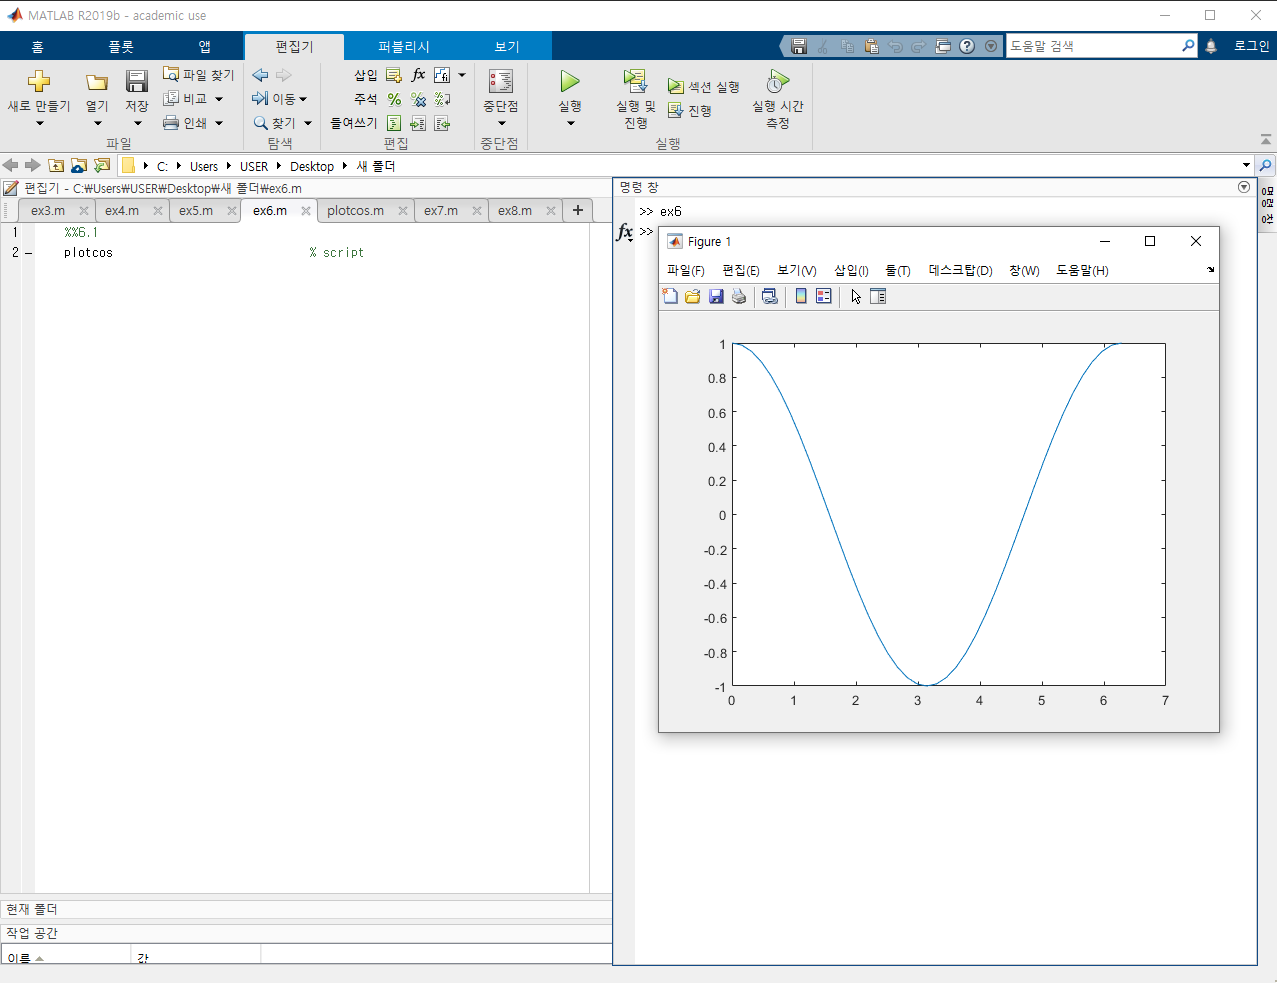 MATLAB R2019b - academic use
홈 플롯 앱 편집기 퍼블리시 보기 도움말 검색 로그인
새로 만들기 열기 저장 파일 찾기 비교 인쇄 이동 찾기 삽입 fx 주석 들여쓰기 중단점 실행 실행 및 진행 섹션 실행 진행 실행 시간 측정
파일 탐색 편집 중단점 실행
C: Users USER Desktop 새 폴더
편집기 - C:₩Users₩USER₩Desktop₩새 폴더₩ex6.m
ex3.m ex4.m ex5.m ex6.m plotcos.m ex7.m ex8.m +
1 %%6.1
2 – plotcos % script
현재 폴더
작업 공간
이름 값
명령 창
>> ex6
fx >>
Figure 1
파일(F) 편집(E) 보기(V) 삽입(I) 툴(T) 데스크탑(D) 창(W) 도움말(H)
1
0.8
0.6
0.4
0.2
0
-0.2
-0.4
-0.6
-0.8
-1
0 1 2 3 4 5 6 7
명령 창